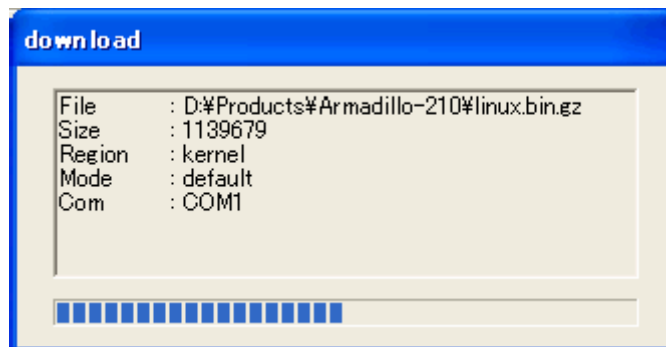 download
File : D:¥Products¥Armadillo-210¥linux.bin.gz
Size : 1139679
Region : kernel
Mode : default
Com : COM1